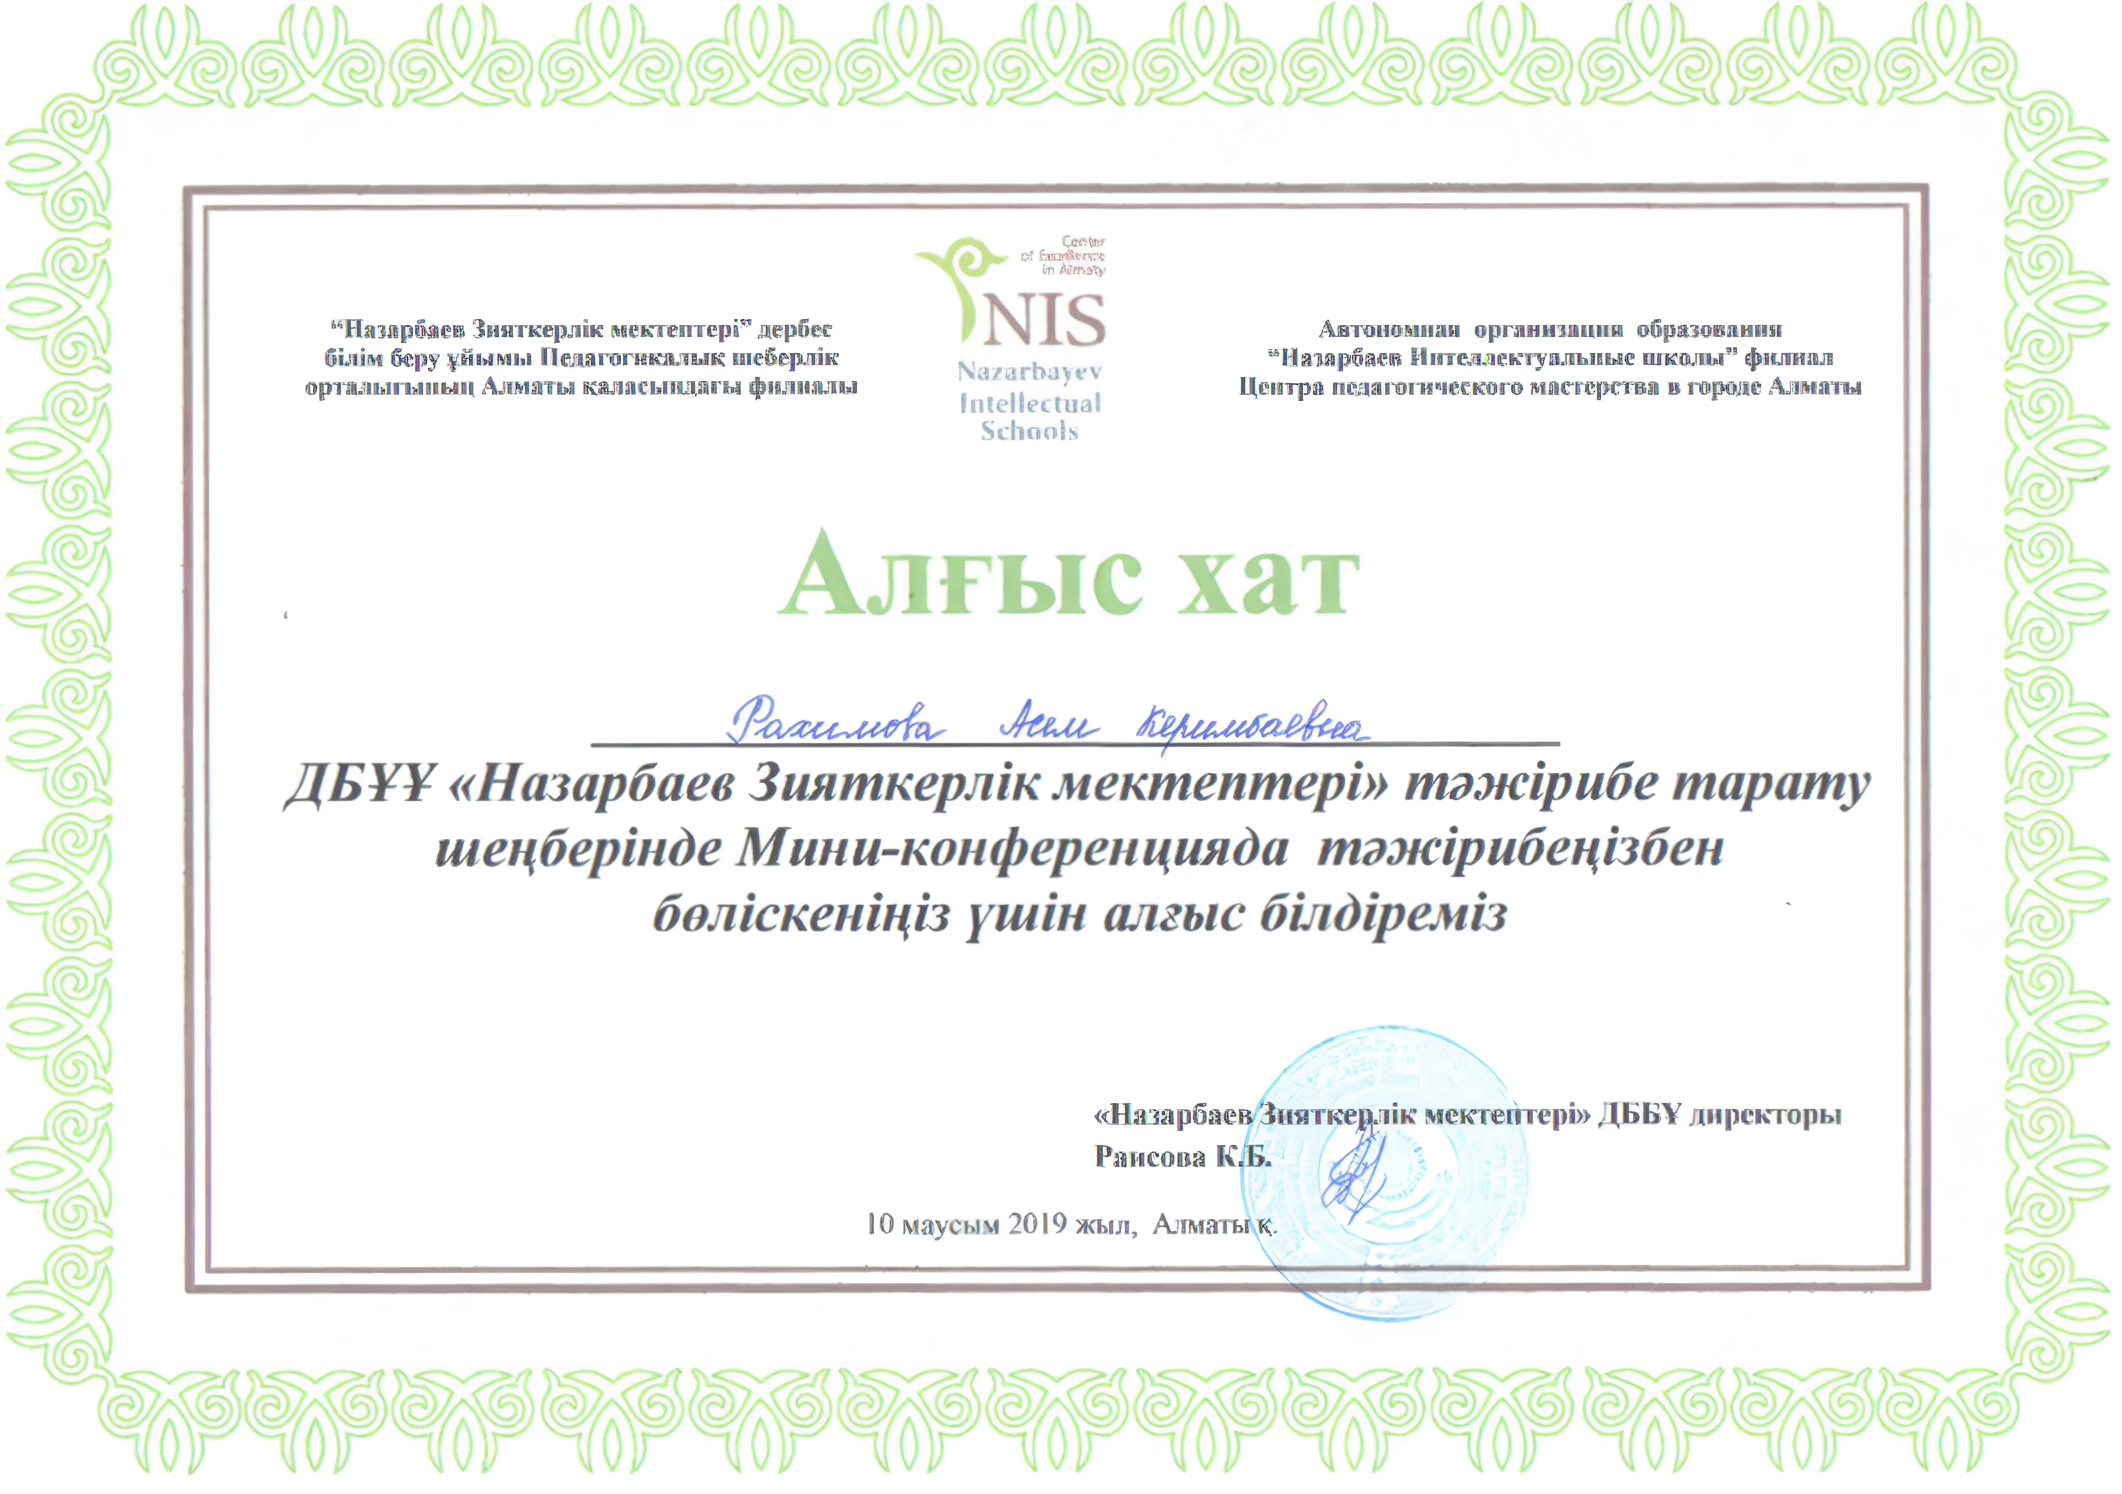 Center
of Excellence
in Almaty
NIS
Nazarbayev
Intellectual
Schools
“Назарбаев Зияткерлік мектептері” дербес
білім беру ұйымы Педагогикалық шеберлік
орталығының Алматы қаласындағы филиалы
Автономная организация образования
“Назарбаев Интеллектуальные школы” филиал
Центра педагогического мастерства в городе Алматы
Алғыс хат
Рахимова Асем Керимбаевна
ДБҰҰ «Назарбаев Зияткерлік мектептері» тәжірибе тарату
шеңберінде Мини-конференцияда тәжірибеңізбен
бөліскеніңіз үшін алғыс білдіреміз
«Назарбаев Зияткерлік мектептері» ДББҰ директоры
Раисова К.Б.
10 маусым 2019 жыл, Алматы қ.